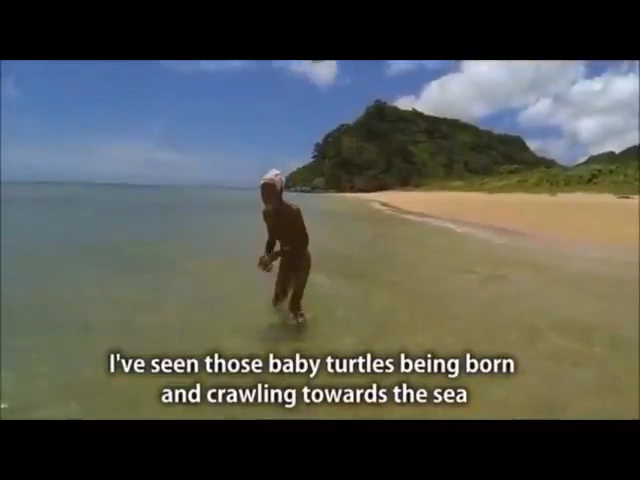 I've seen those baby turtles being born
and crawling towards the sea